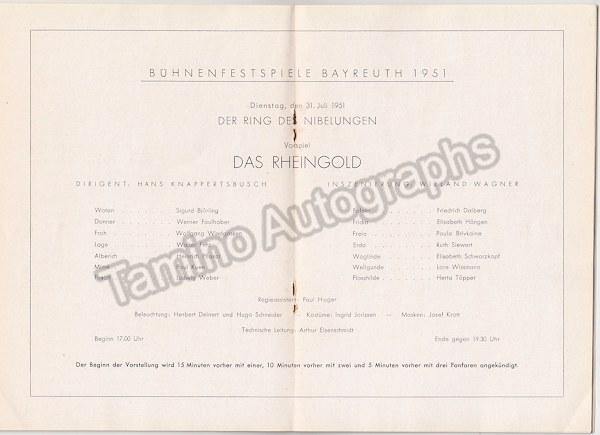 BÜHNENFESTSPIELE BAYREUTH 1951
Dienstag, den 31. Juli 1951
DER RING DES NIBELUNGEN
Vorspiel
DAS RHEINGOLD
DIRIGENT: HANS KNAPPERTSBUSCH
INSZENIERUNG: WIELAND WAGNER
Wotan . . . . . . Sigurd Björling
Donner . . . . . . Werner Faulhaber
Froh . . . . . . Wolfgang Windgassen
Loge . . . . . . Walter Fritz
Alberich . . . . . . Heinrich Pflanzl
Mime . . . . . . Paul Kuen
Ludwig Weber
Fafner . . . . . . Friedrich Dalberg
Fricka . . . . . . Elisabeth Höngen
Freia . . . . . . Paula Brivkalne
Erda . . . . . . Ruth Siewert
Woglinde . . . . . . Elisabeth Schwarzkopf
Wellgunde . . . . . . Lore Wissmann
Flosshilde . . . . . . Herta Töpper
Regieassistent: Paul Hager
Beleuchtung: Herbert Deinert und Hugo Schneider — Kostüme: Ingrid Jorissen — Masken: Josef Kratt
Technische Leitung: Arthur Eisenschmidt
Beginn 17.00 Uhr
Ende gegen 19.30 Uhr
Der Beginn der Vorstellung wird 15 Minuten vorher mit einer, 10 Minuten vorher mit zwei und 5 Minuten vorher mit drei Fanfaren angekündigt.
Tamino Autographs